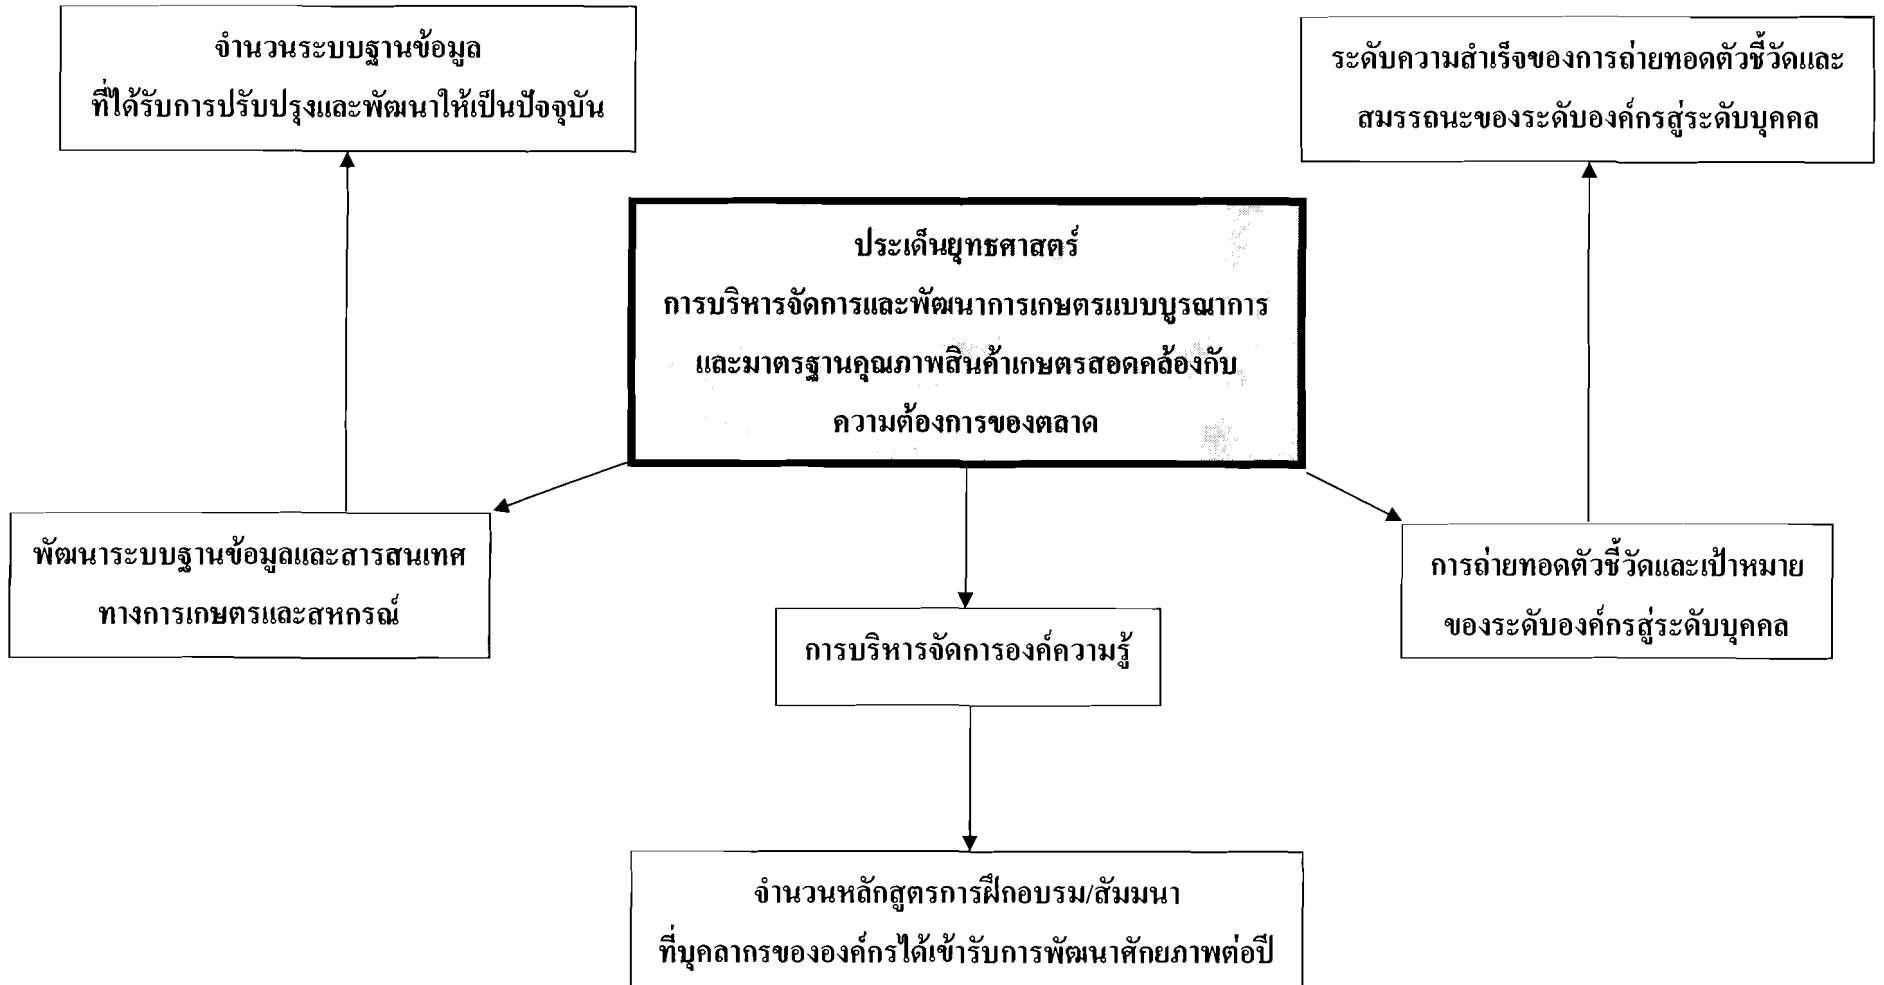 จำนวนระบบฐานข้อมูล
ที่ได้รับการปรับปรุงและพัฒนาให้เป็นปัจจุบัน
ระดับความสำเร็จของการถ่ายทอดตัวชี้วัดและ
สมรรถนะของระดับองค์กรสู่ระดับบุคคล
ประเด็นยุทธศาสตร์
การบริหารจัดการและพัฒนาการเกษตรแบบบูรณาการ
และมาตรฐานคุณภาพสินค้าเกษตรสอดคล้องกับ
ความต้องการของตลาด
พัฒนาระบบฐานข้อมูลและสารสนเทศ
ทางการเกษตรและสหกรณ์
การบริหารจัดการองค์ความรู้
การถ่ายทอดตัวชี้วัดและเป้าหมาย
ของระดับองค์กรสู่ระดับบุคคล
จำนวนหลักสูตรการฝึกอบรม/สัมมนา
ที่บุคลากรขององค์กรได้เข้ารับการพัฒนาศักยภาพต่อปี